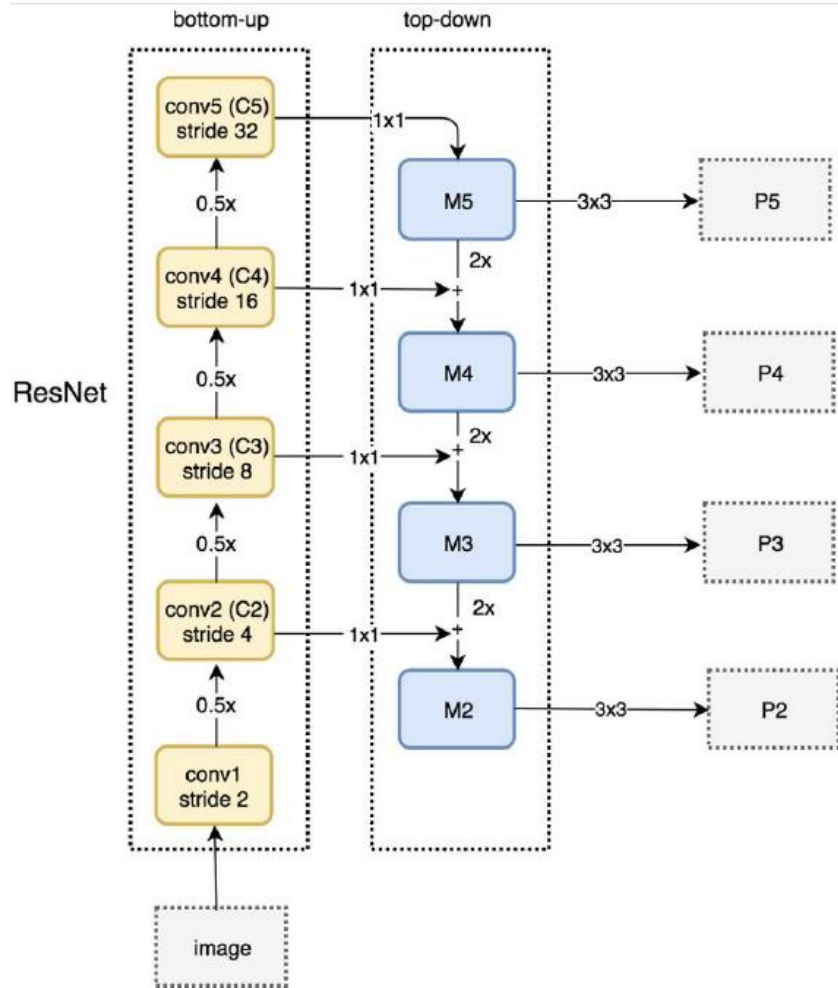 bottom-up
top-down
conv5 (C5)
stride 32
1x1
M5
3x3
P5
0.5x
2x
conv4 (C4)
stride 16
1x1
+
M4
3x3
P4
0.5x
ResNet
2x
conv3 (C3)
stride 8
1x1
+
M3
3x3
P3
0.5x
2x
conv2 (C2)
stride 4
1x1
+
M2
3x3
P2
0.5x
conv1
stride 2
image